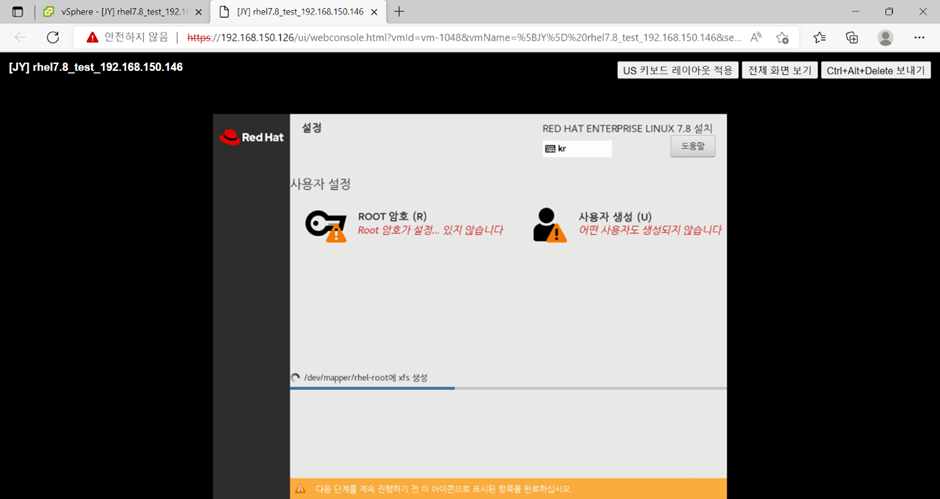 vSphere - [JY] rhel7.8_test_192.1
[JY] rhel7.8_test_192.168.150.146
안전하지 않음 | https://192.168.150.126/ui/webconsole.html?vmId=vm-1048&vmName=%5BJY%5D%20rhel7.8_test_192.168.150.146&se...
[JY] rhel7.8_test_192.168.150.146
US 키보드 레이아웃 적용
전체 화면 보기
Ctrl+Alt+Delete 보내기
Red Hat
설정
RED HAT ENTERPRISE LINUX 7.8 설치
kr
도움말
사용자 설정
ROOT 암호 (R)
Root 암호가 설정... 있지 않습니다
사용자 생성 (U)
어떤 사용자도 생성되지 않습니다
/dev/mapper/rhel-root에 xfs 생성
다음 단계를 계속 진행하기 전 이 아이콘으로 표시된 항목을 완료하십시오.